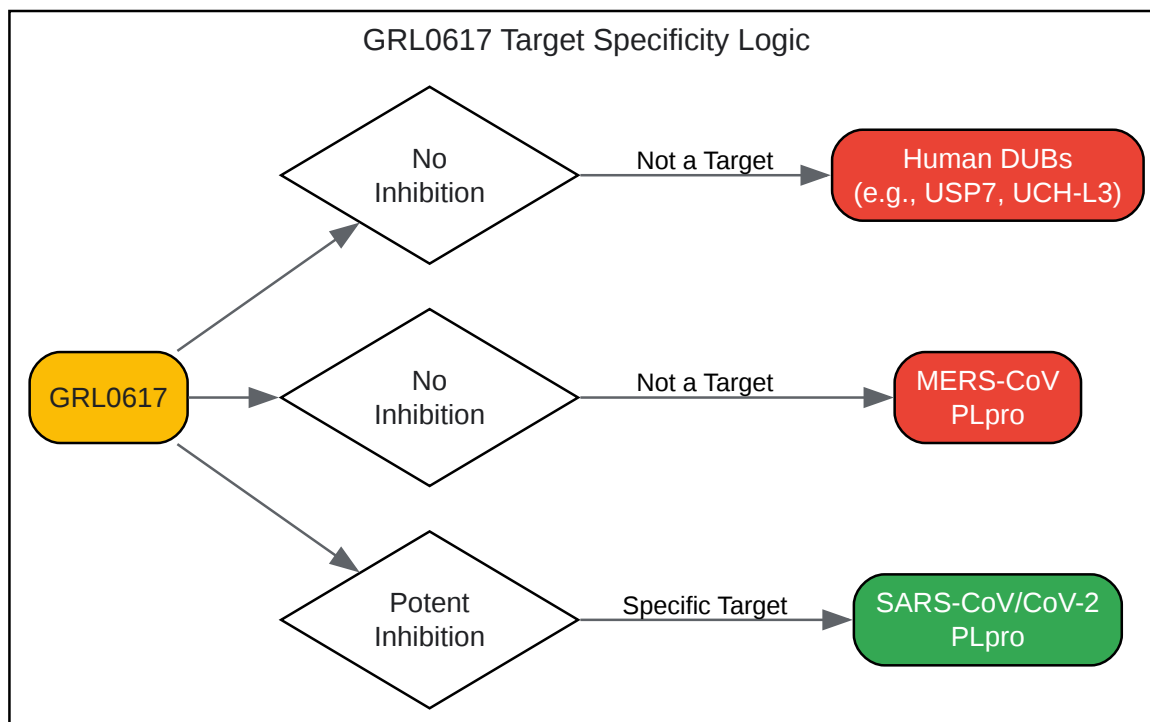 GRL0617 Target Specificity Logic
No
Inhibition
Not a Target
Human DUBs
(e.g., USP7, UCH-L3)
GRL0617
No
Inhibition
Not a Target
MERS-CoV
PLpro
Potent
Inhibition
Specific Target
SARS-CoV/CoV-2
PLpro